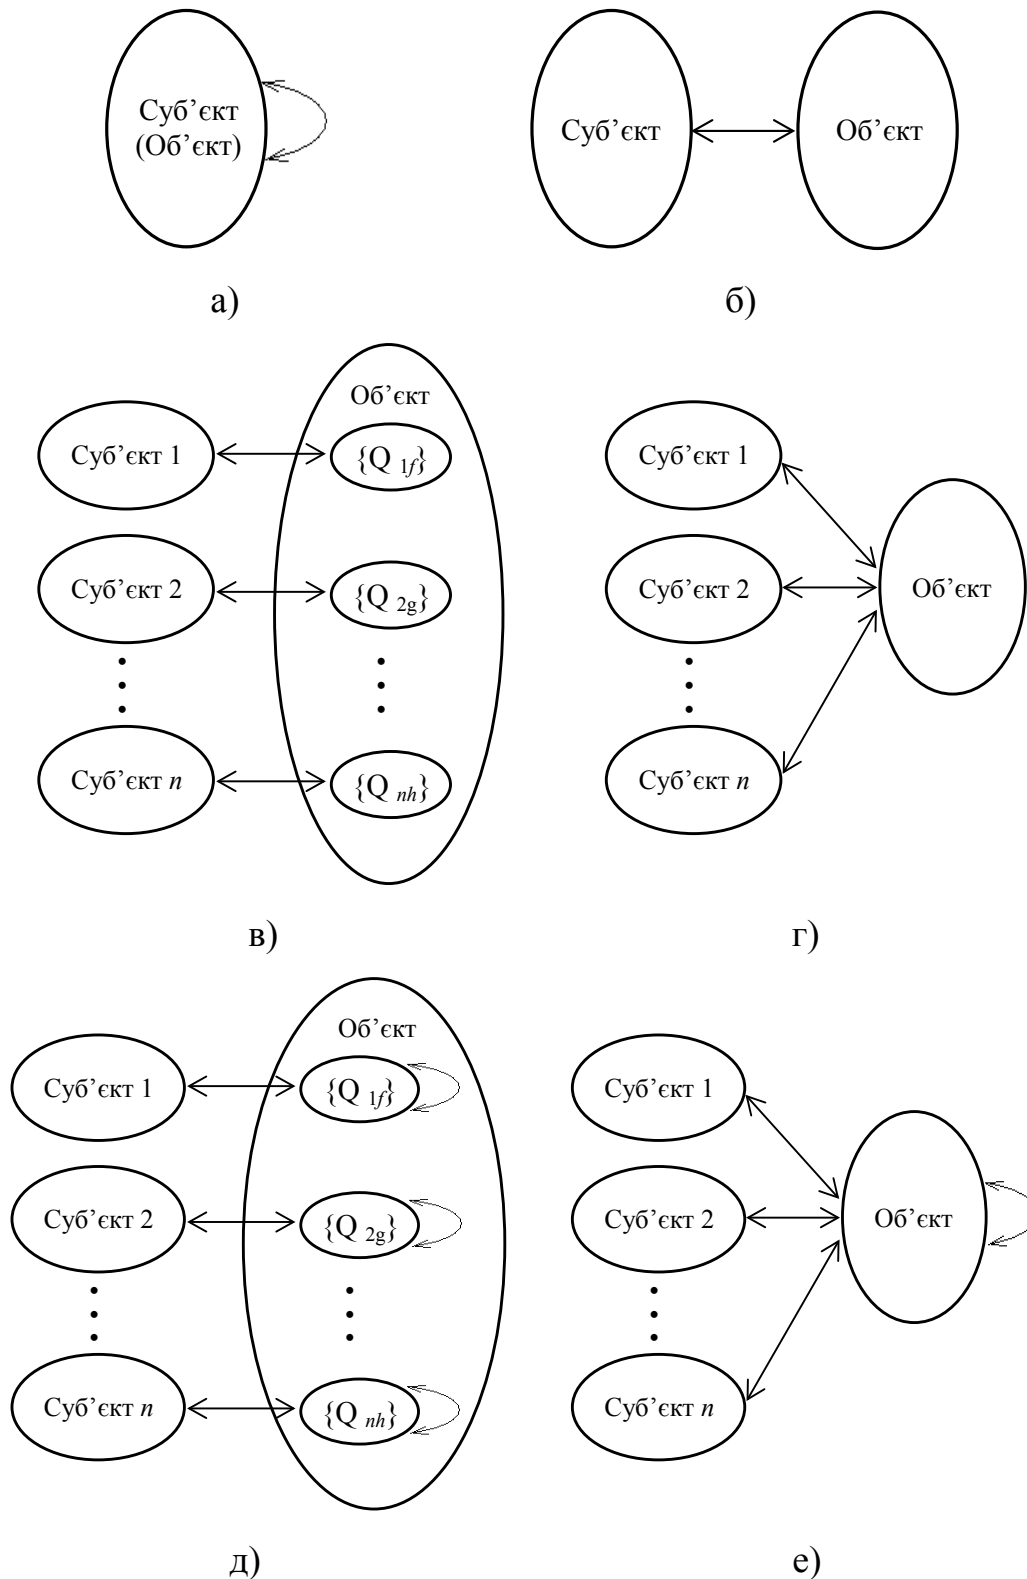 Суб’єкт
(Об’єкт)
Суб’єкт
Об’єкт
а)
б)
Об’єкт
Суб’єкт 1
{Q 1f}
Суб’єкт 2
{Q 2g}
Суб’єкт n
{Q nh}
Суб’єкт 1
Суб’єкт 2
Об’єкт
Суб’єкт n
в)
г)
Об’єкт
Суб’єкт 1
{Q 1f}
Суб’єкт 2
{Q 2g}
Суб’єкт n
{Q nh}
Суб’єкт 1
Суб’єкт 2
Об’єкт
Суб’єкт n
д)
е)